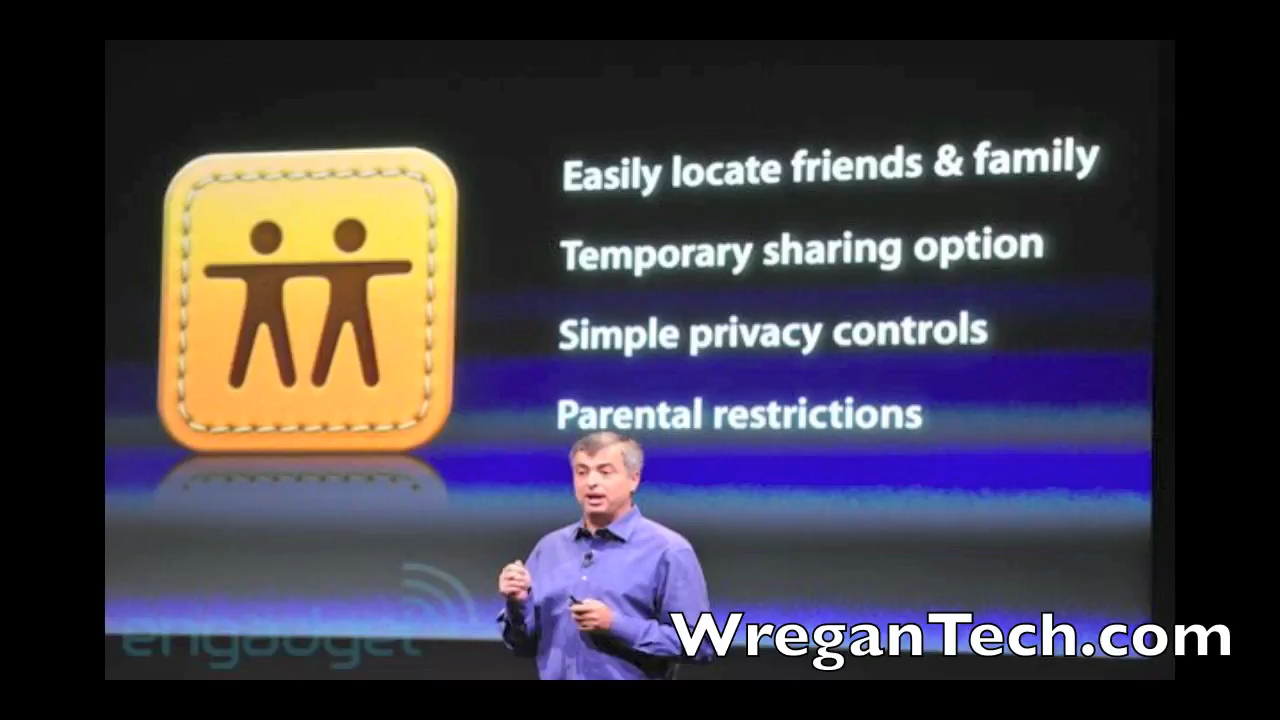 Easily locate friends & family
Temporary sharing option
Simple privacy controls
Parental restrictions
engadget
WreganTech.com